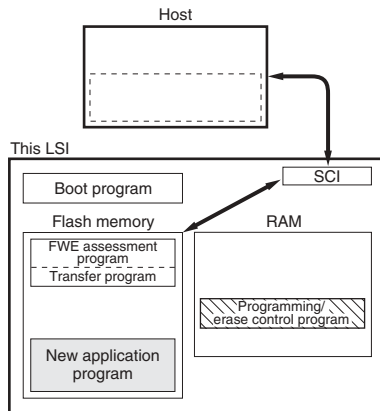 Host
This LSI
SCI
Boot program
Flash memory
RAM
FWE assessment
program
Transfer program
Programming/
erase control program
New application
program